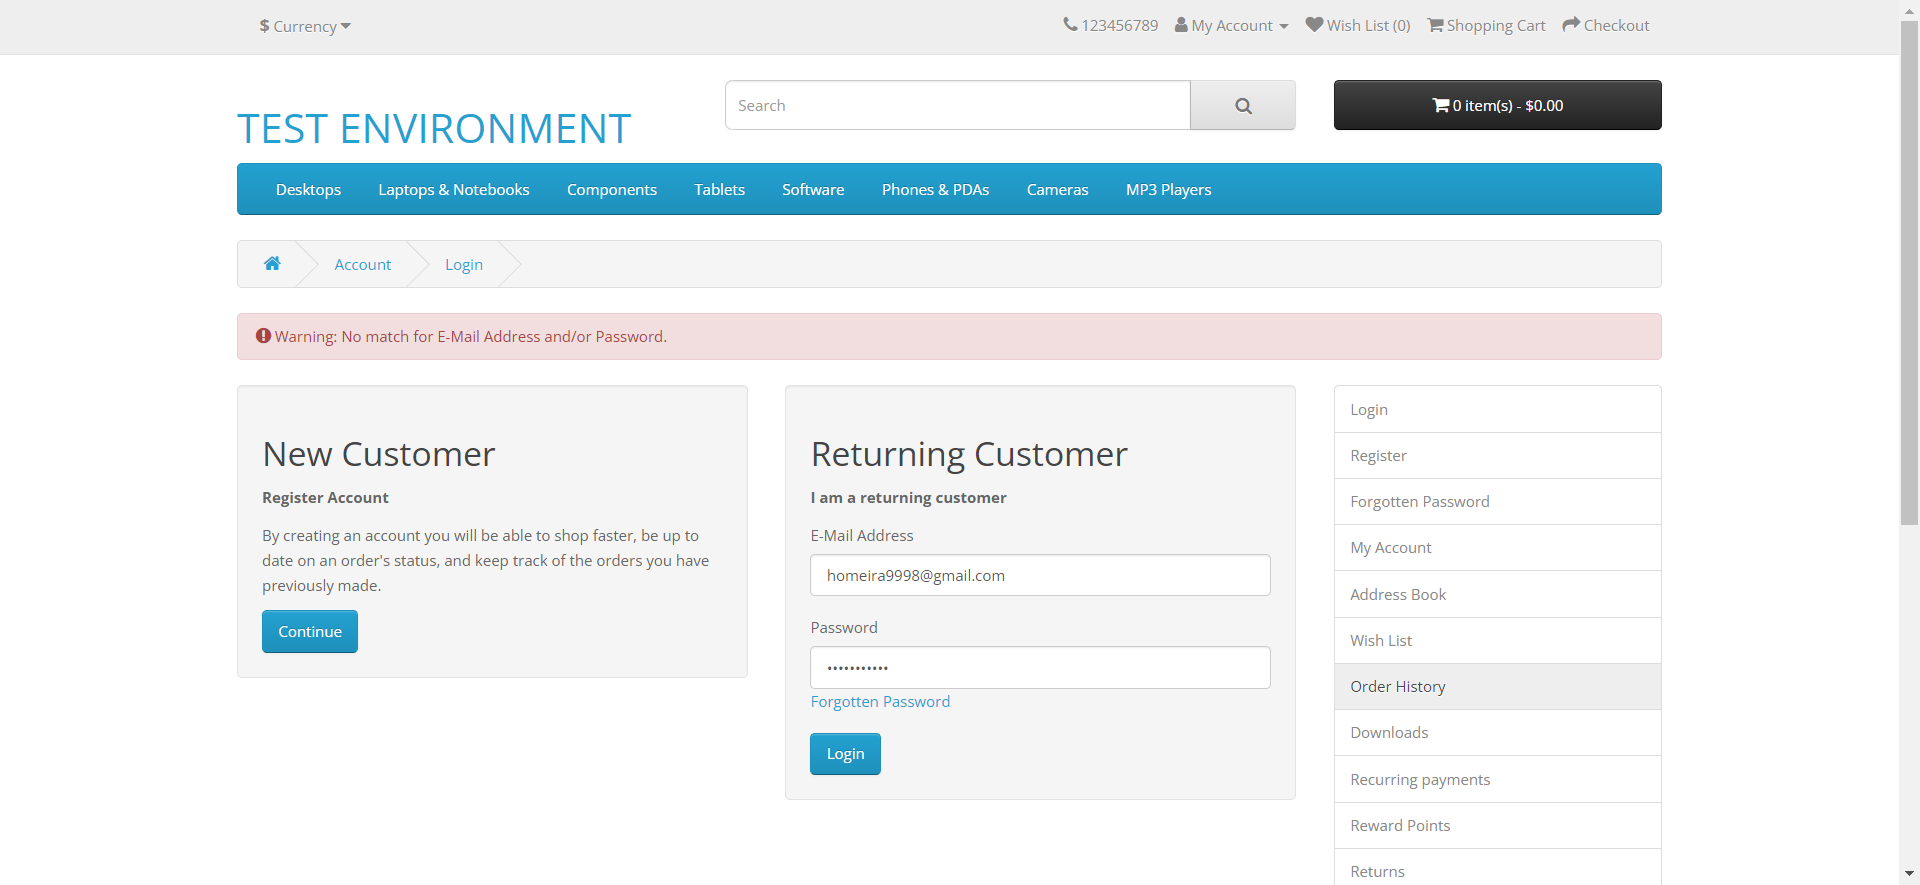 $ Currency
123456789 My Account Wish List (0) Shopping Cart Checkout
TEST ENVIRONMENT
Search
0 item(s) - $0.00
Desktops Laptops & Notebooks Components Tablets Software Phones & PDAs Cameras MP3 Players
Account Login
Warning: No match for E-Mail Address and/or Password.
New Customer
Register Account
By creating an account you will be able to shop faster, be up to
date on an order's status, and keep track of the orders you have
previously made.
Continue
Returning Customer
I am a returning customer
E-Mail Address
homeira9998@gmail.com
Password
•••••••••••
Forgotten Password
Login
Login
Register
Forgotten Password
My Account
Address Book
Wish List
Order History
Downloads
Recurring payments
Reward Points
Returns